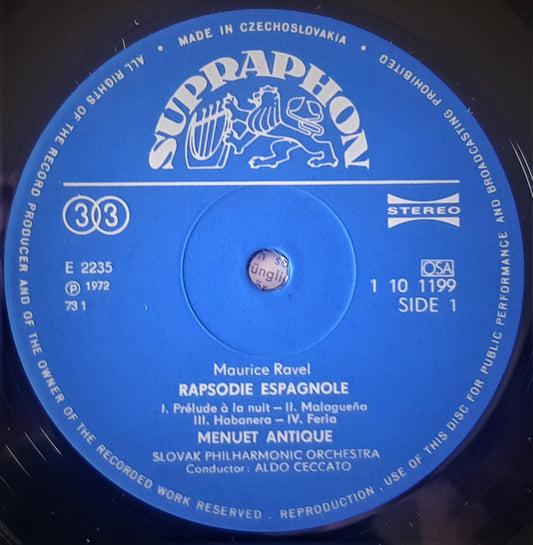 ALL RIGHTS OF THE RECORD PRODUCER AND OF THE OWNER OF THE RECORDED WORK RESERVED . REPRODUCTION , USE OF THIS DISC FOR PUBLIC PERFORMANCE AND BROADCASTING PROHIBITED
• MADE IN CZECHOSLOVAKIA •
SUPRAPHON
33
STEREO
E 2235
℗ 1972
73 1
OSA
1 10 1199
SIDE 1
Maurice Ravel
RAPSODIE ESPAGNOLE
I. Prélude à la nuit – II. Malagueña
III. Habanera – IV. Feria
MENUET ANTIQUE
SLOVAK PHILHARMONIC ORCHESTRA
Conductor: ALDO CECCATO